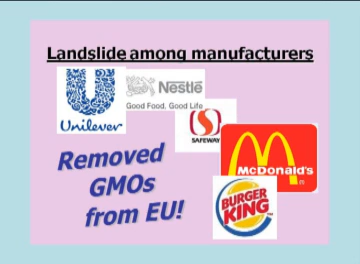 Landslide among manufacturers
Unilever
Nestlé
Good Food. Good Life
SAFEWAY
McDonald's
BURGER
KING
Removed
GMOs
from EU!